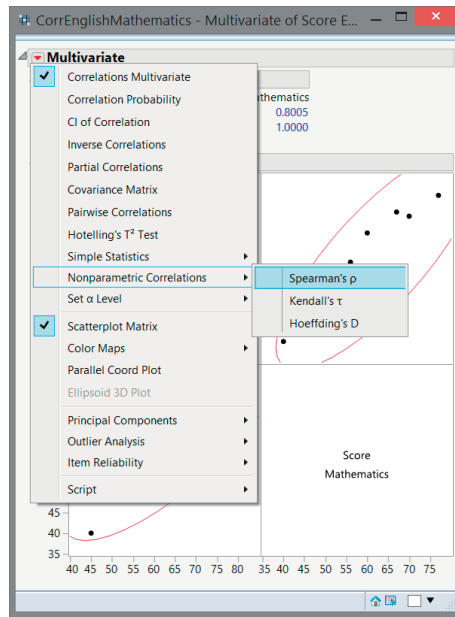 CorrEnglishMathematics - Multivariate of Score E...
Multivariate
Correlations Multivariate
Correlation Probability
CI of Correlation
Inverse Correlations
Partial Correlations
Covariance Matrix
Pairwise Correlations
Hotelling's T² Test
Simple Statistics
Nonparametric Correlations
Set α Level
Scatterplot Matrix
Color Maps
Parallel Coord Plot
Ellipsoid 3D Plot
Principal Components
Outlier Analysis
Item Reliability
Script
thematics
0.8005
1.0000
Spearman's ρ
Kendall's τ
Hoeffding's D
Score
Mathematics
45
40
35
40 45 50 55 60 65 70 75 80 35 40 45 50 55 60 65 70 75